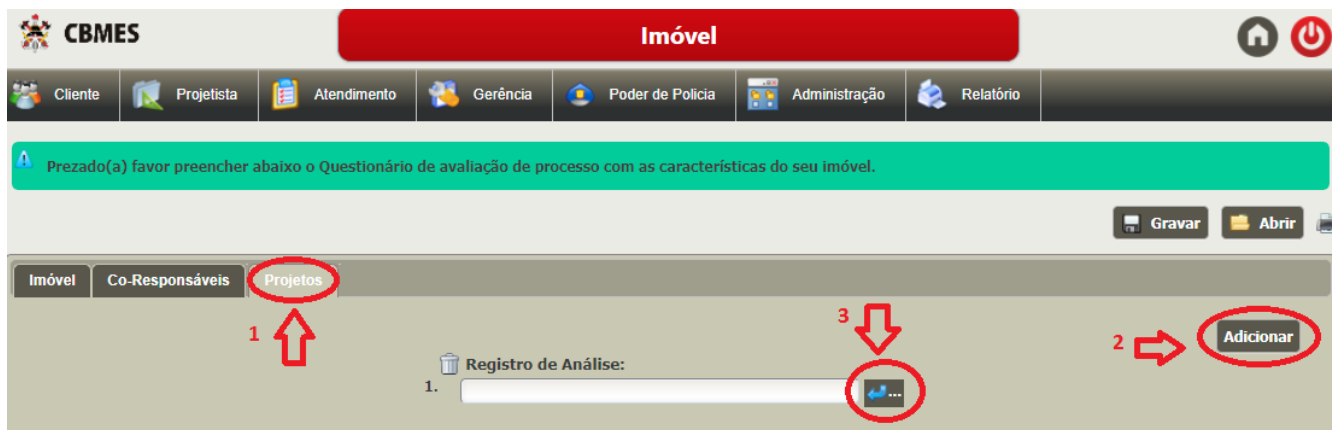 CBMES
Imóvel
Cliente Projetista Atendimento Gerência Poder de Policia Administração Relatório
Prezado(a) favor preencher abaixo o Questionário de avaliação de processo com as características do seu imóvel.
Gravar Abrir
Imóvel Co-Responsáveis Projetos
1 3 2 Adicionar
Registro de Análise:
1. ...